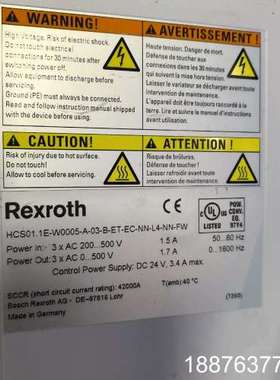 WARNING!
High Voltage. Risk of electric shock.
Do not touch electrical
connections for 30 minutes after
switching power off.
Allow equipment to discharge before
servicing.
Ground (PE) must always be connected.
Read and follow instruction manual shipped
with the device before using.
AVERTISSEMENT!
Haute tension. Danger de mort.
Défense de toucher aux
connexions dans les 30 minutes
qui suivent la mise hors tension.
Laisser le variateur se décharger avant
toute intervention de maintenance.
L'appareil doit être toujours raccordé
à la terre.
CAUTION!
Risk of injury due to hot surface.
Do not touch.
Allow to cool before servicing.
ATTENTION !
Risque de brûlures.
Défense de toucher!
Laisser refroidir avant maintenance.
Rexroth
CE
UL LISTED
POW.
CONV.
EQ.
97Y4
HCS01.1E-W0005-A-03-B-ET-EC-NN-L4-NN-FW
Power In: 3 x AC 200...500 V 1.5 A 50...60 Hz
Power Out: 3 x AC 0...500 V 1.7 A 0...1600 Hz
Control Power Supply: DC 24 V, 3.4 A max.
SCCR (short circuit current rating): 42000A T(amb):40 °C
Bosch Rexroth AG - DE-97816 Lohr
Made in Germany
18876377